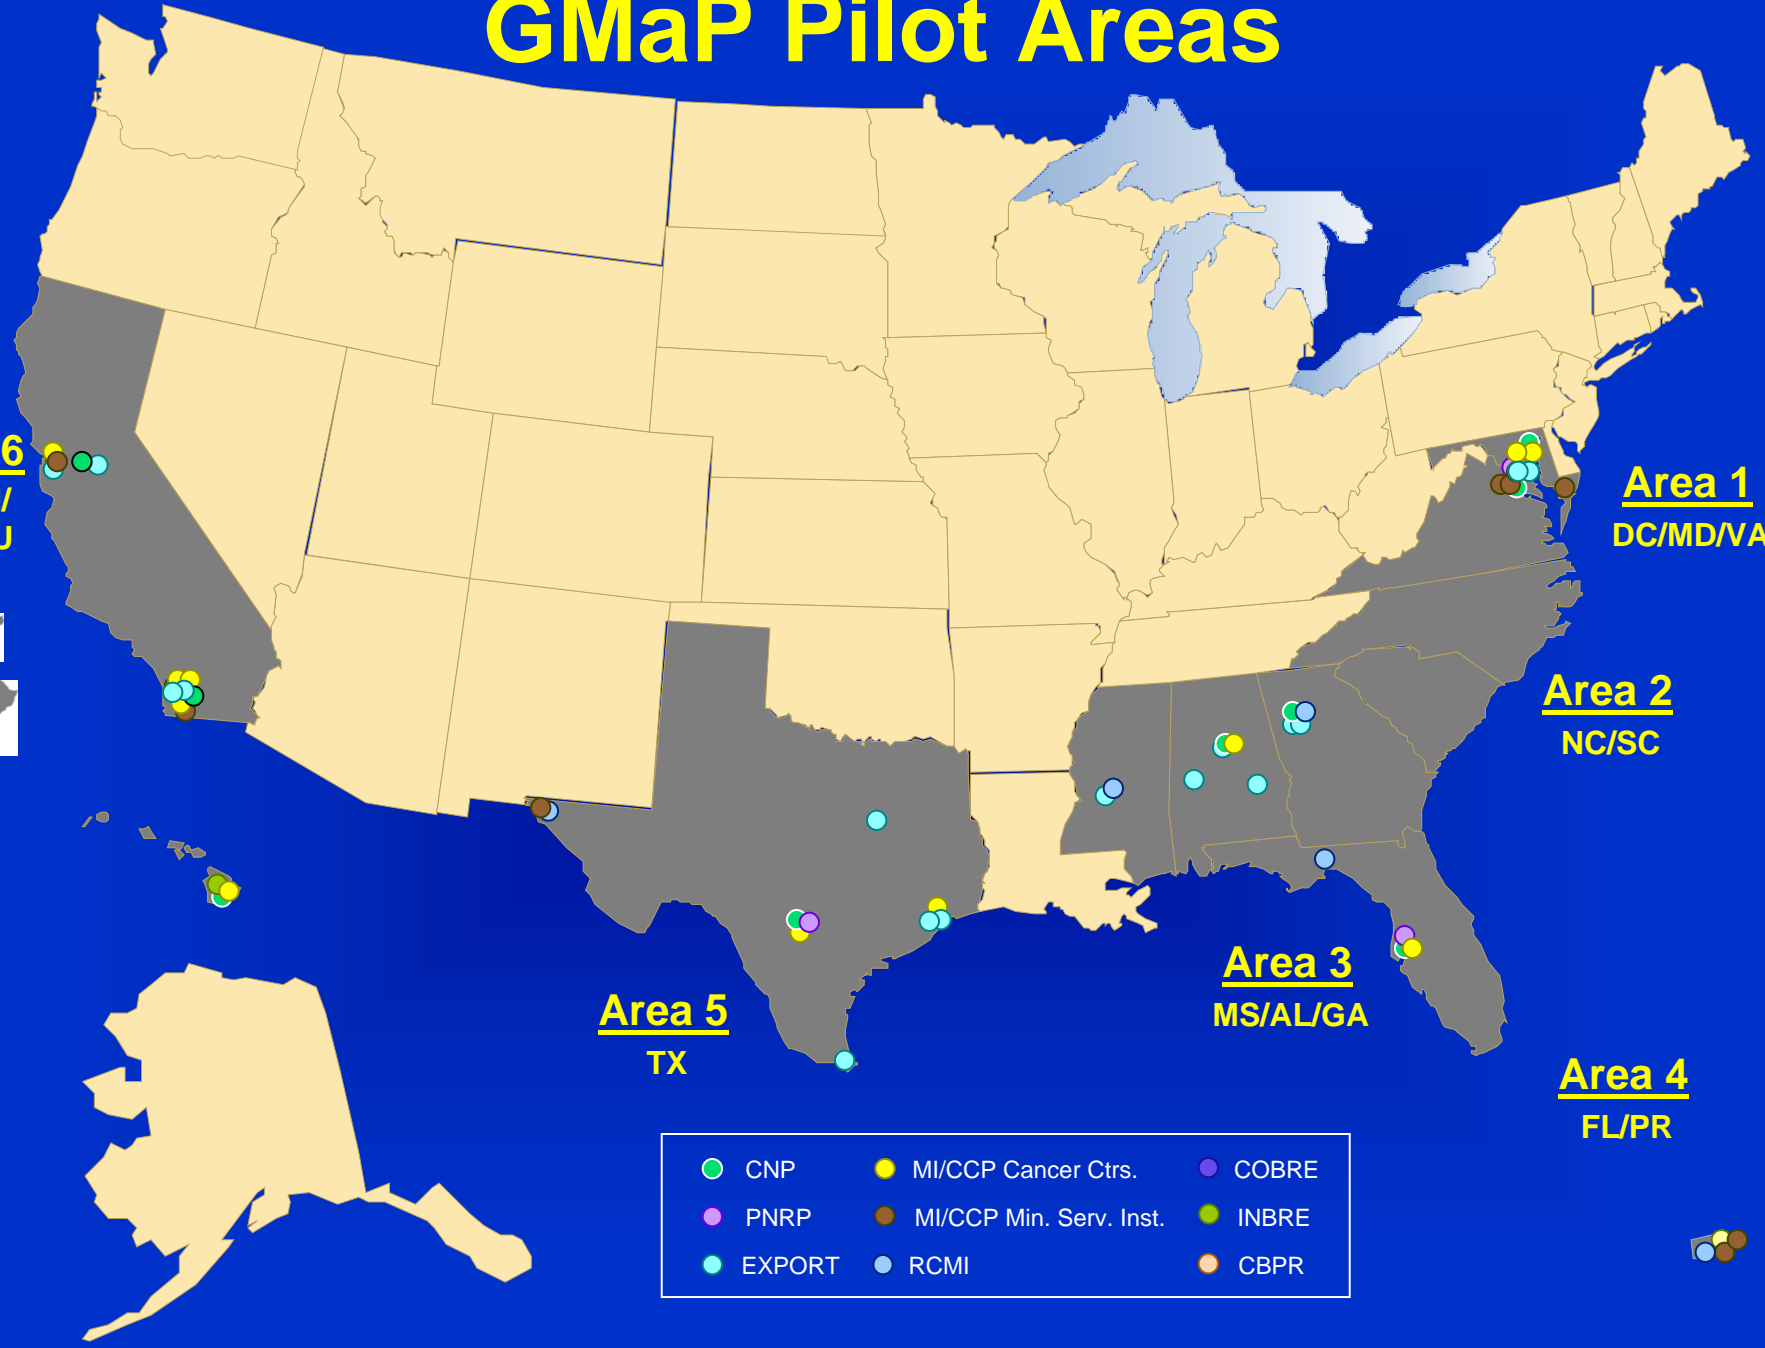 GMaP Pilot Areas
6
/
U
Area 1
DC/MD/VA
Area 2
NC/SC
Area 3
MS/AL/GA
Area 4
FL/PR
Area 5
TX
CNP
MI/CCP Cancer Ctrs.
COBRE
PNRP
MI/CCP Min. Serv. Inst.
INBRE
EXPORT
RCMI
CBPR